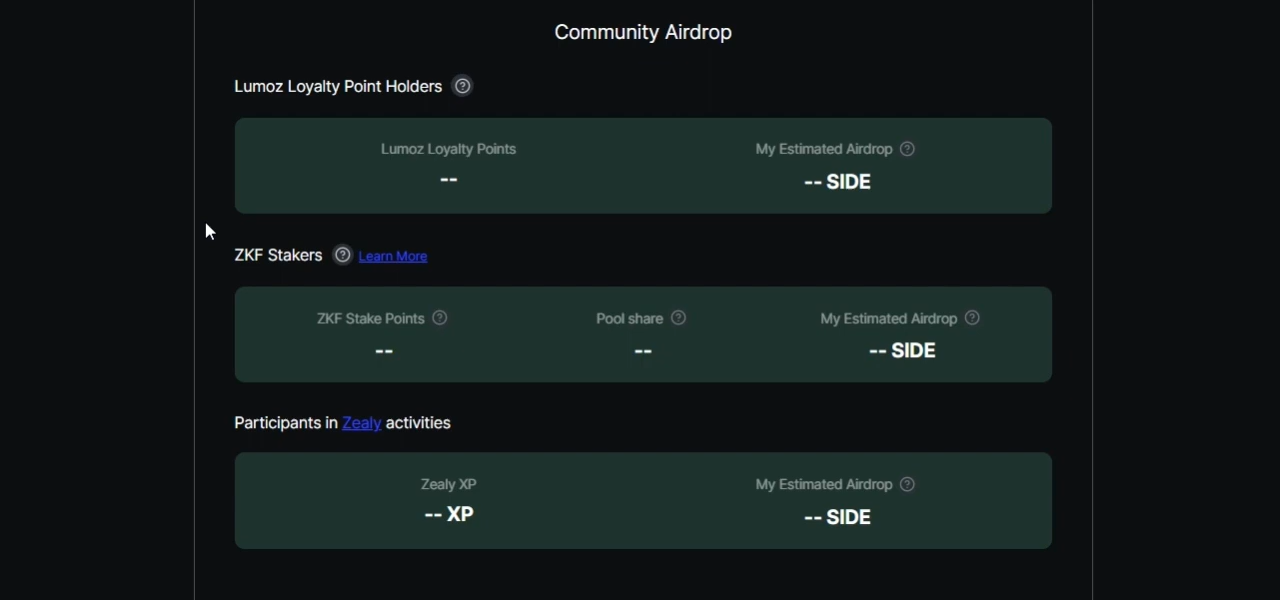 Community Airdrop
Lumoz Loyalty Point Holders ?
Lumoz Loyalty Points
My Estimated Airdrop ?
--
-- SIDE
ZKF Stakers ? Learn More
ZKF Stake Points ?
Pool share ?
My Estimated Airdrop ?
--
--
-- SIDE
Participants in Zealy activities
Zealy XP
My Estimated Airdrop ?
-- XP
-- SIDE